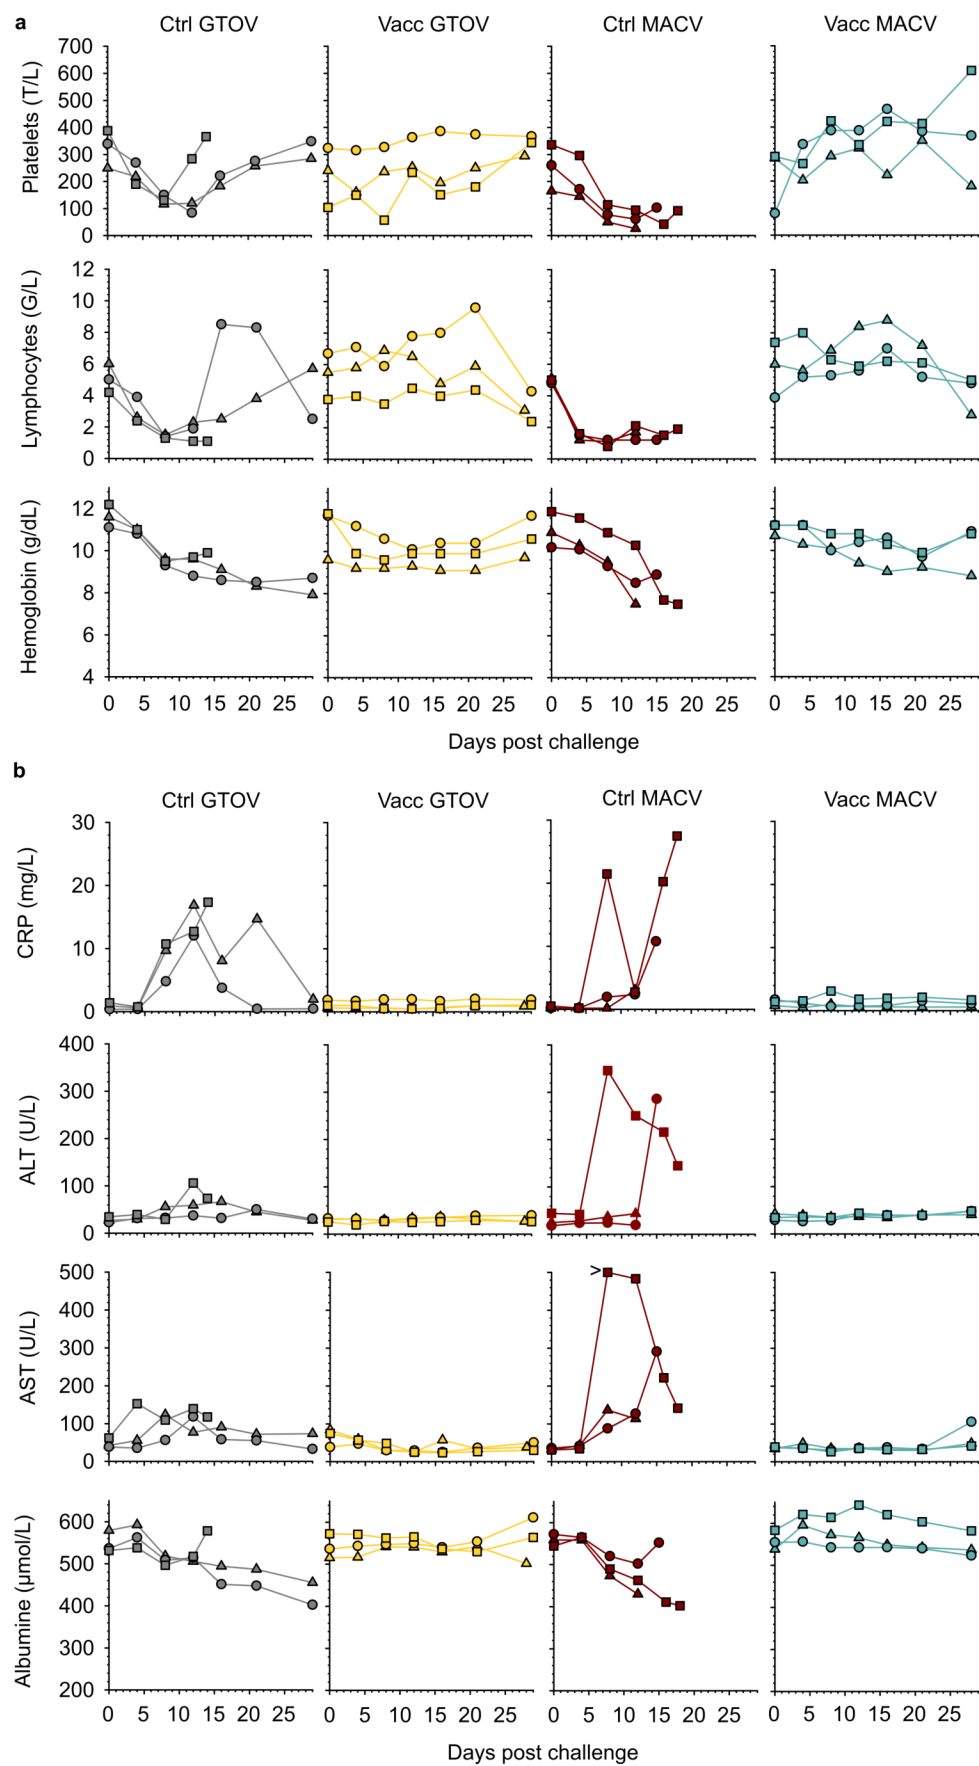 a
Ctrl GTOV Vacc GTOV Ctrl MACV Vacc MACV
Platelets (T/L)
700
600
500
400
300
200
100
0
Lymphocytes (G/L)
12
10
8
6
4
2
0
Hemoglobin (g/dL)
12
10
8
6
4
0 5 10 15 20 25 0 5 10 15 20 25 0 5 10 15 20 25 0 5 10 15 20 25
Days post challenge
b
Ctrl GTOV Vacc GTOV Ctrl MACV Vacc MACV
CRP (mg/L)
30
20
10
0
ALT (U/L)
400
300
200
100
0
AST (U/L)
500
400
300
200
100
0
>
Albumine (µmol/L)
600
500
400
300
200
0 5 10 15 20 25 0 5 10 15 20 25 0 5 10 15 20 25 0 5 10 15 20 25
Days post challenge